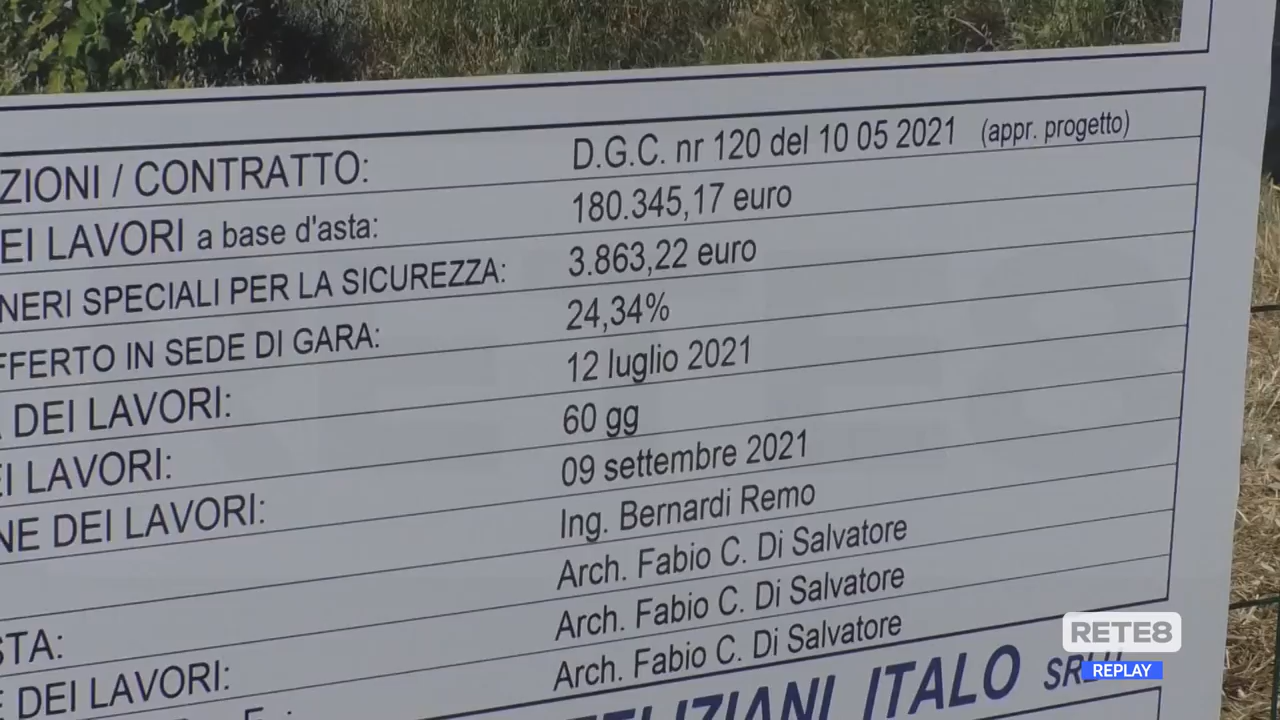 ZIONI / CONTRATTO: D.G.C. nr 120 del 10 05 2021 (appr. progetto)
EI LAVORI a base d'asta: 180.345,17 euro
NERI SPECIALI PER LA SICUREZZA: 3.863,22 euro
FFERTO IN SEDE DI GARA: 24,34%
DEI LAVORI: 12 luglio 2021
EI LAVORI: 60 gg
NE DEI LAVORI: 09 settembre 2021
Ing. Bernardi Remo
STA: Arch. Fabio C. Di Salvatore
DEI LAVORI: Arch. Fabio C. Di Salvatore
Arch. Fabio C. Di Salvatore
ITALO SRL
RETE8
REPLAY